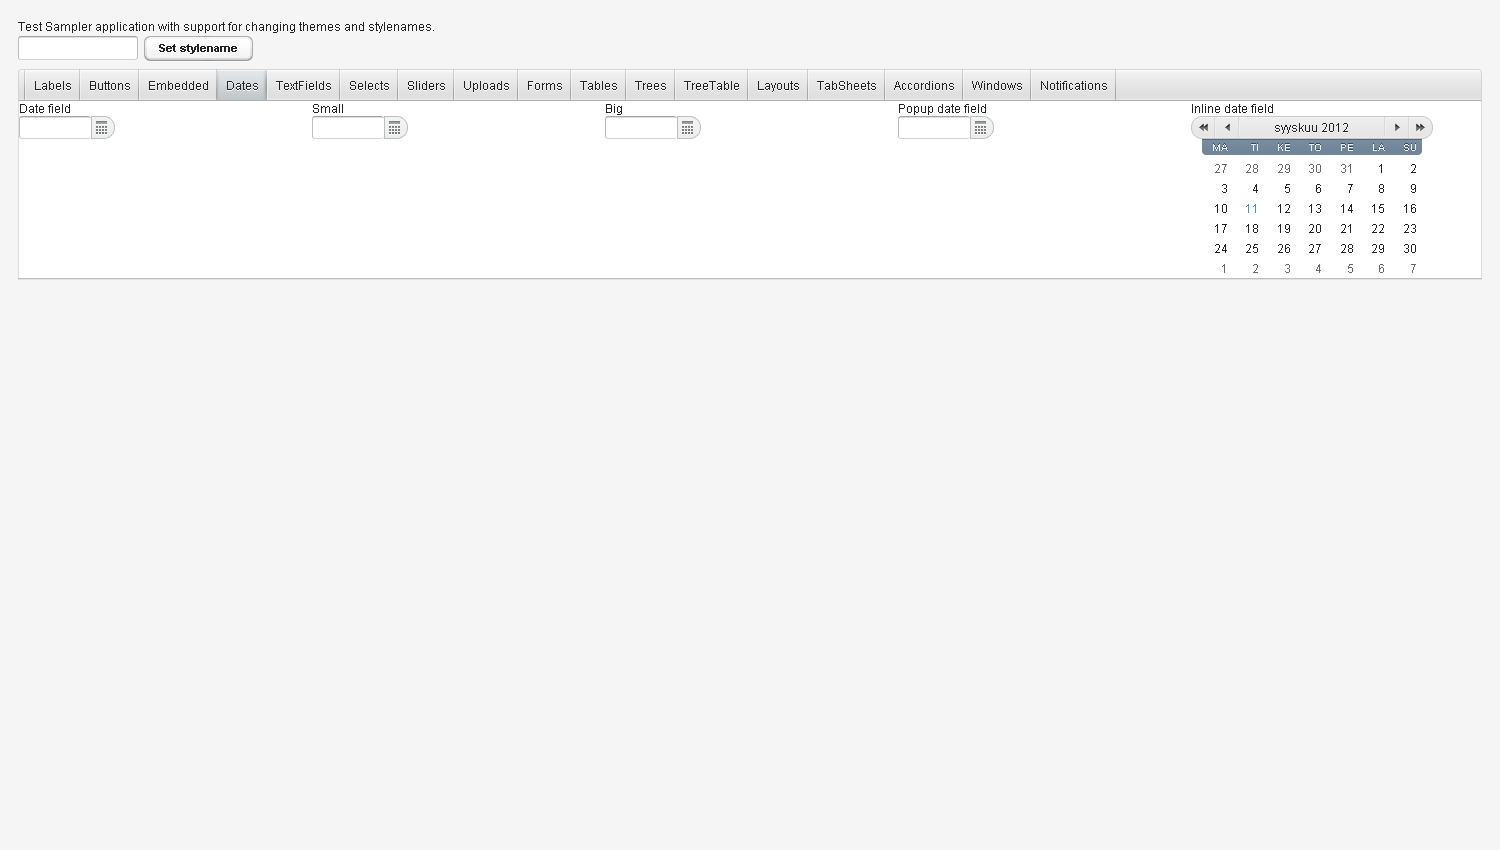 Test Sampler application with support for changing themes and stylenames.
Set stylename
Labels Buttons Embedded Dates TextFields Selects Sliders Uploads Forms Tables Trees TreeTable Layouts TabSheets Accordions Windows Notifications
Date field Small Big Popup date field Inline date field
syyskuu 2012
MA TI KE TO PE LA SU
27 28 29 30 31 1 2
3 4 5 6 7 8 9
10 11 12 13 14 15 16
17 18 19 20 21 22 23
24 25 26 27 28 29 30
1 2 3 4 5 6 7